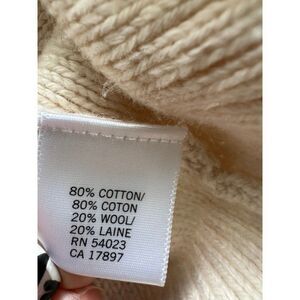 80% COTTON/
80% COTON
20% WOOL/
20% LAINE
RN 54023
CA 17897